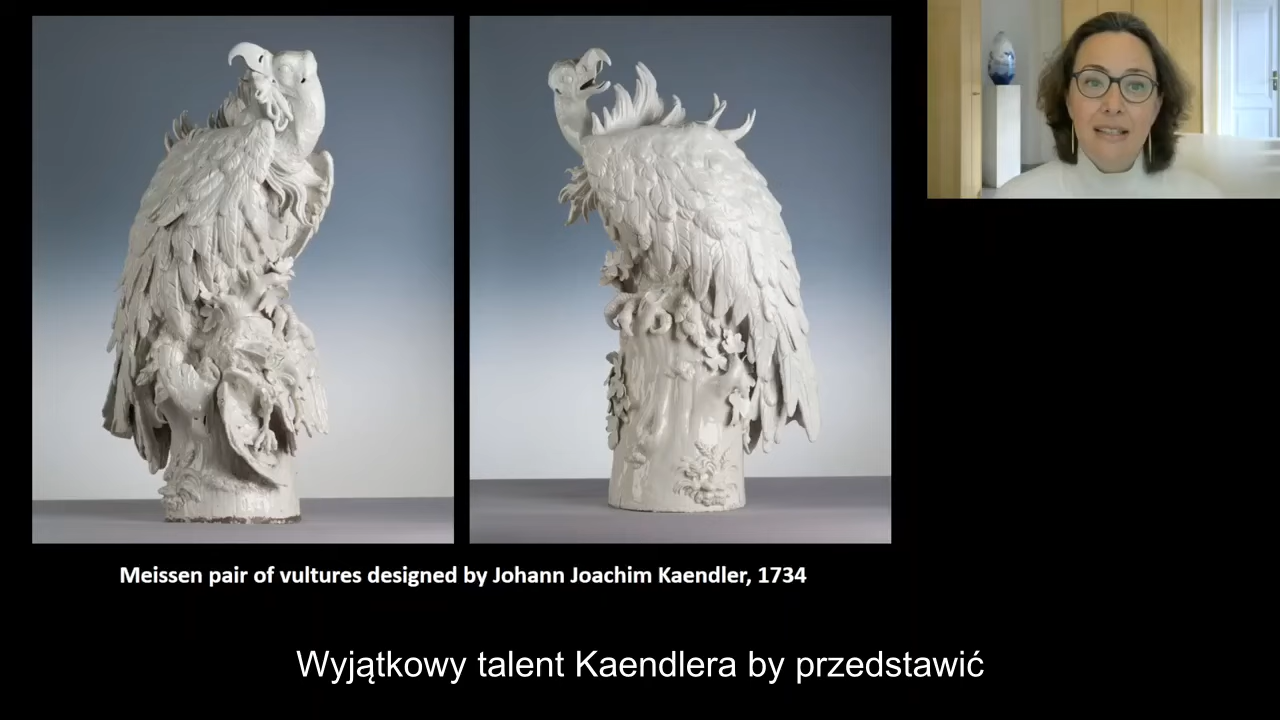 Meissen pair of vultures designed by Johann Joachim Kaendler, 1734
Wyjątkowy talent Kaendlera by przedstawić